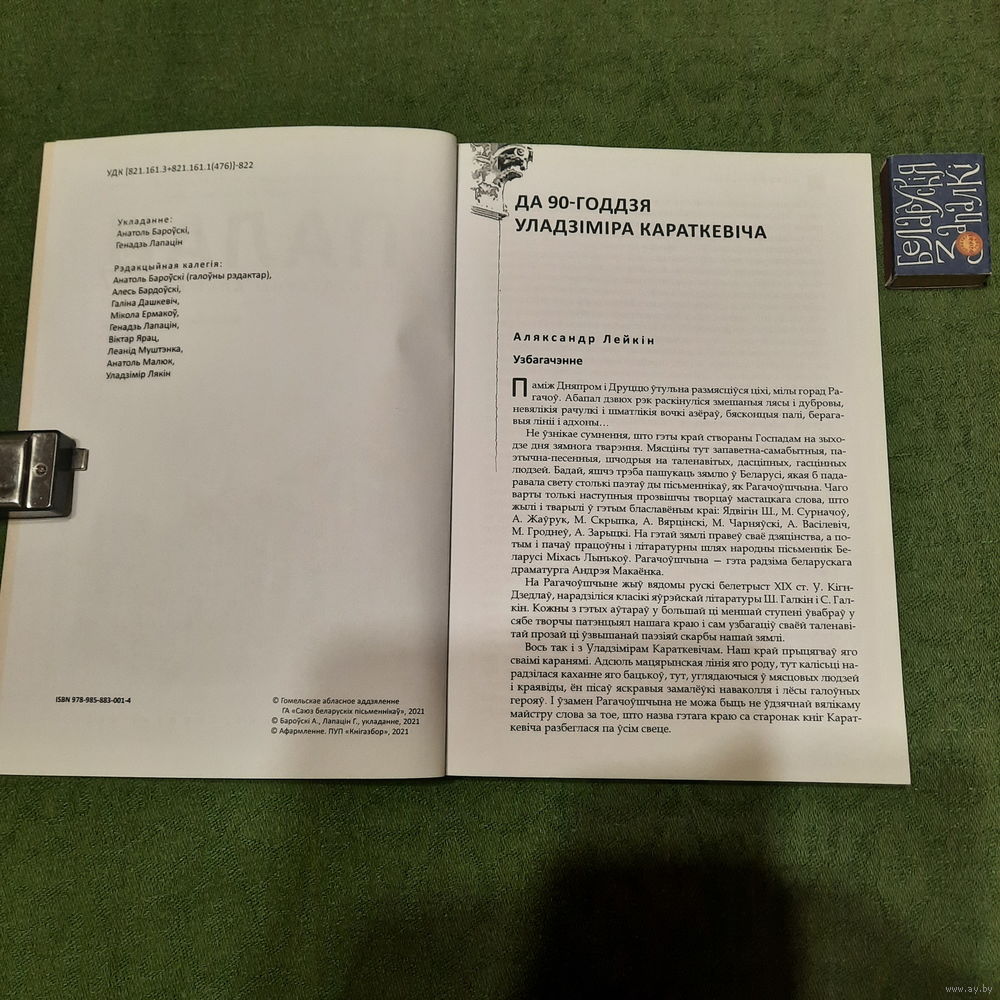 УДК [821.161.3+821.161.1(476)]-822
Укладанне:
Анатоль Бароўскі,
Генадзь Лапацін
Рэдакцыйная калегія:
Анатоль Бароўскі (галоўны рэдактар),
Алесь Бардоўскі,
Галіна Дашкевіч,
Мікола Ермакоў,
Генадзь Лапацін,
Віктар Ярац,
Леанід Муштэнка,
Анатоль Малюк,
Уладзімір Лякін
ISBN 978-985-883-001-4
© Гомельскае абласное аддзяленне
ГА «Саюз беларускіх пісьменнікаў», 2021
© Бароўскі А., Лапацін Г., укладанне, 2021
© Афармленне. ПУП «Кнігазбор», 2021
ДА 90-ГОДДЗЯ
УЛАДЗІМІРА КАРАТКЕВІЧА
Аляксандр Лейкін
Узбагачэнне
Паміж Дняпром і Друццю ўтульна размясціўся ціхі, мілы горад Ра-
гачоў. Абапал дзвюх рэк раскінуліся змешаныя лясы і дубровы,
невялікія рачулкі і шматлікія вочкі азёраў, бясконцыя палі, берага-
выя лініі і адхоны...
Не ўзнікае сумнення, што гэты край створаны Госпадам на зыхо-
дзе дня зямнога тварэння. Мясціны тут запаветна-самабытныя, па-
этычна-песенныя, шчодрыя на таленавітых, дасціпных, гасцінных
людзей. Бадай, яшчэ трэба пашукаць зямлю ў Беларусі, якая б пада-
равала свету столькі паэтаў ды пісьменнікаў, як Рагачоўшчына. Чаго
варты толькі наступныя прозвішчы творцаў мастацкага слова, што
жылі і тварылі ў гэтым блаславёным краі: Ядвігін Ш., М. Сурначоў,
А. Жаўрук, М. Скрыпка, А. Вярцінскі, М. Чарняўскі, А. Васілевіч,
М. Гроднеў, А. Зарыцкі. На гэтай зямлі правеў сваё дзяцінства, а по-
тым і пачаў працоўны і літаратурны шлях народны пісьменнік Бе-
ларусі Міхась Лынькоў. Рагачоўшчына — гэта радзіма беларускага
драматурга Андрэя Макаёнка.
На Рагачоўшчыне жыў вядомы рускі белетрыст XIX ст. У. Кігн-
Дзедлаў, нарадзіліся класікі яўрэйскай літаратуры Ш. Галкін і С. Гал-
кін. Кожны з гэтых аўтараў у большай ці меншай ступені ўвабраў у
сябе творчы патэнцыял нашага краю і сам узбагаціў сваёй таленаві-
тай прозай ці ўзвышанай паэзіяй скарбы нашай зямлі.
Вось так і з Уладзімірам Караткевічам. Наш край прыцягваў яго
сваімі каранямі. Адсюль мацярынская лінія яго роду, тут калісьці на-
радзілася каханне яго бацькоў, тут, углядаючыся ў мясцовых людзей
і краявіды, ён пісаў яскравыя замалёўкі наваколля і лёсы галоўных
герояў. І ўзамен Рагачоўшчына не можа быць не ўдзячнай вялікаму
майстру слова за тое, што назва гэтага краю са старонак кніг Карат-
кевіча разбеглася па ўсім свеце.
Беларускія
запалкі
www.ay.by